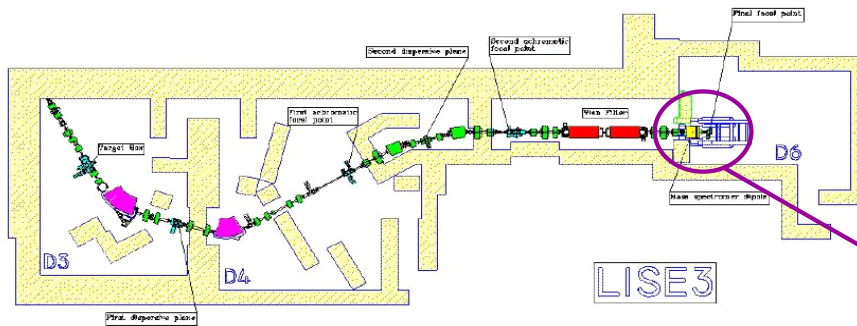 Final focal point
Second achromatic
focal point
Second dispersive plane
Wien Filter
First achromatic
focal point
Target Box
D6
Mass spectrometer dipole
D3
D4
LISE3
First dispersive plane